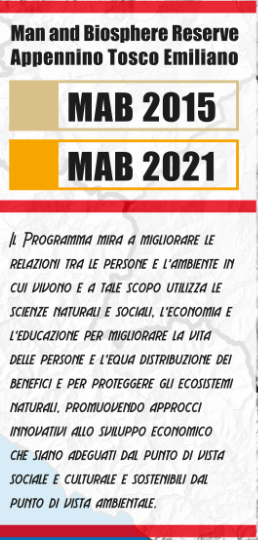 Man and Biosphere Reserve
Appennino Tosco Emiliano
MAB 2015
MAB 2021
Il Programma mira a migliorare le
relazioni tra le persone e l'ambiente in
cui vivono e a tale scopo utilizza le
scienze naturali e sociali, l'economia e
l'educazione per migliorare la vita
delle persone e l'equa distribuzione dei
benefici e per proteggere gli ecosistemi
naturali, promuovendo approcci
innovativi allo sviluppo economico
che siano adeguati dal punto di vista
sociale e culturale e sostenibili dal
punto di vista ambientale.